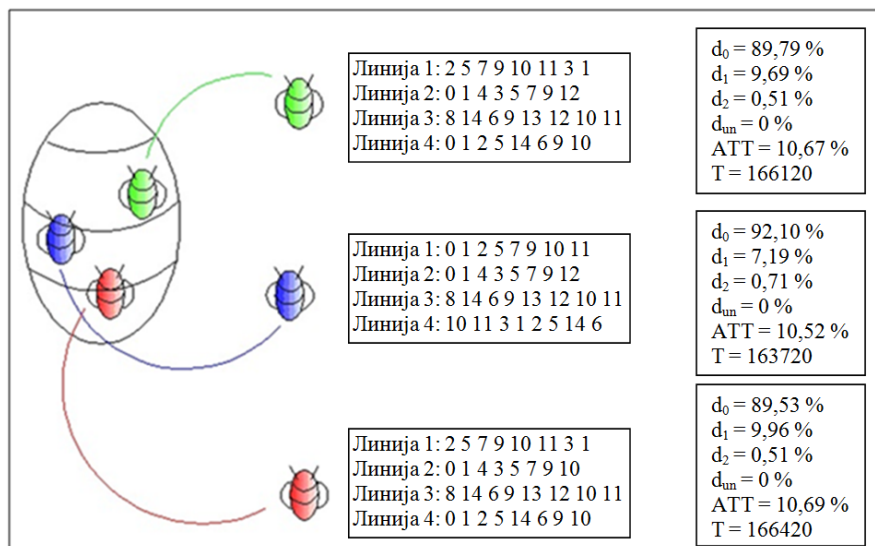 Линија 1: 2 5 7 9 10 11 3 1
Линија 2: 0 1 4 3 5 7 9 12
Линија 3: 8 14 6 9 13 12 10 11
Линија 4: 0 1 2 5 14 6 9 10
d₀ = 89,79 %
d₁ = 9,69 %
d₂ = 0,51 %
dᵤₙ = 0 %
ATT = 10,67 %
T = 166120
Линија 1: 0 1 2 5 7 9 10 11
Линија 2: 0 1 4 3 5 7 9 12
Линија 3: 8 14 6 9 13 12 10 11
Линија 4: 10 11 3 1 2 5 14 6
d₀ = 92,10 %
d₁ = 7,19 %
d₂ = 0,71 %
dᵤₙ = 0 %
ATT = 10,52 %
T = 163720
Линија 1: 2 5 7 9 10 11 3 1
Линија 2: 0 1 4 3 5 7 9 10
Линија 3: 8 14 6 9 13 12 10 11
Линија 4: 0 1 2 5 14 6 9 10
d₀ = 89,53 %
d₁ = 9,96 %
d₂ = 0,51 %
dᵤₙ = 0 %
ATT = 10,69 %
T = 166420